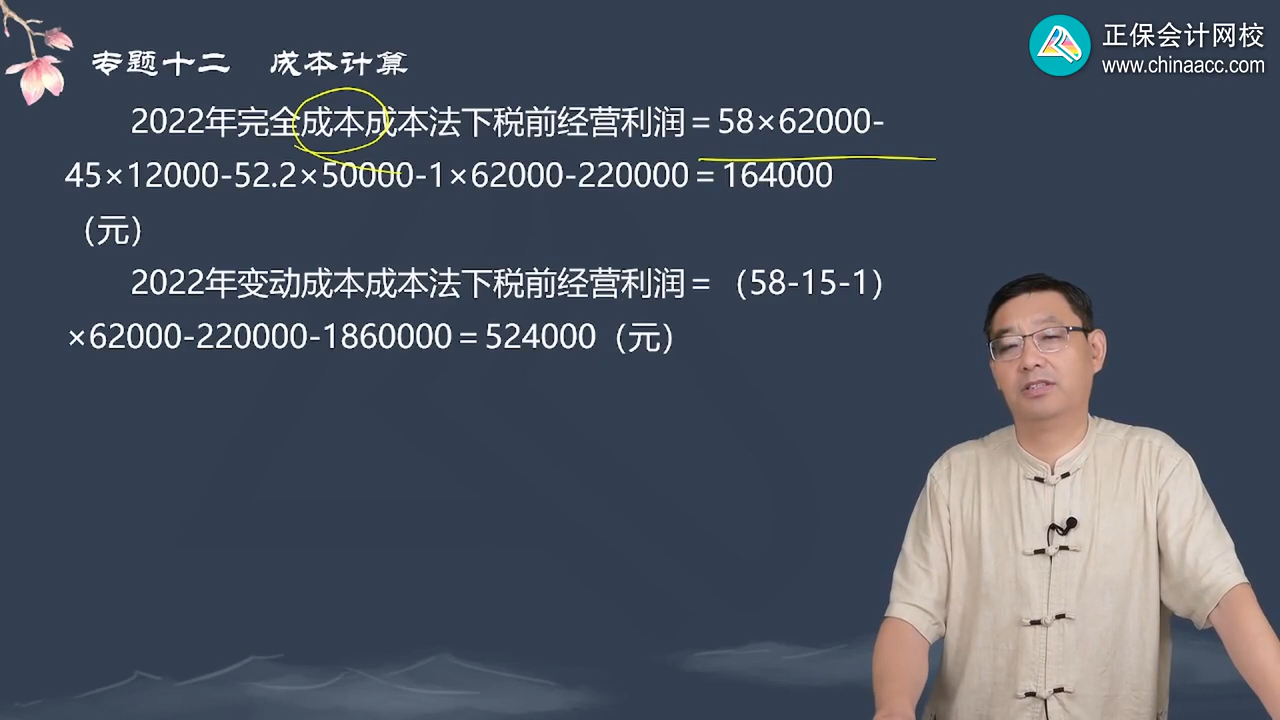 正保会计网校
www.chinaacc.com
专题十二 成本计算
2022年完全成本成本法下税前经营利润＝58×62000-
45×12000-52.2×50000-1×62000-220000＝164000
（元）
2022年变动成本成本法下税前经营利润＝（58-15-1）
×62000-220000-1860000＝524000（元）